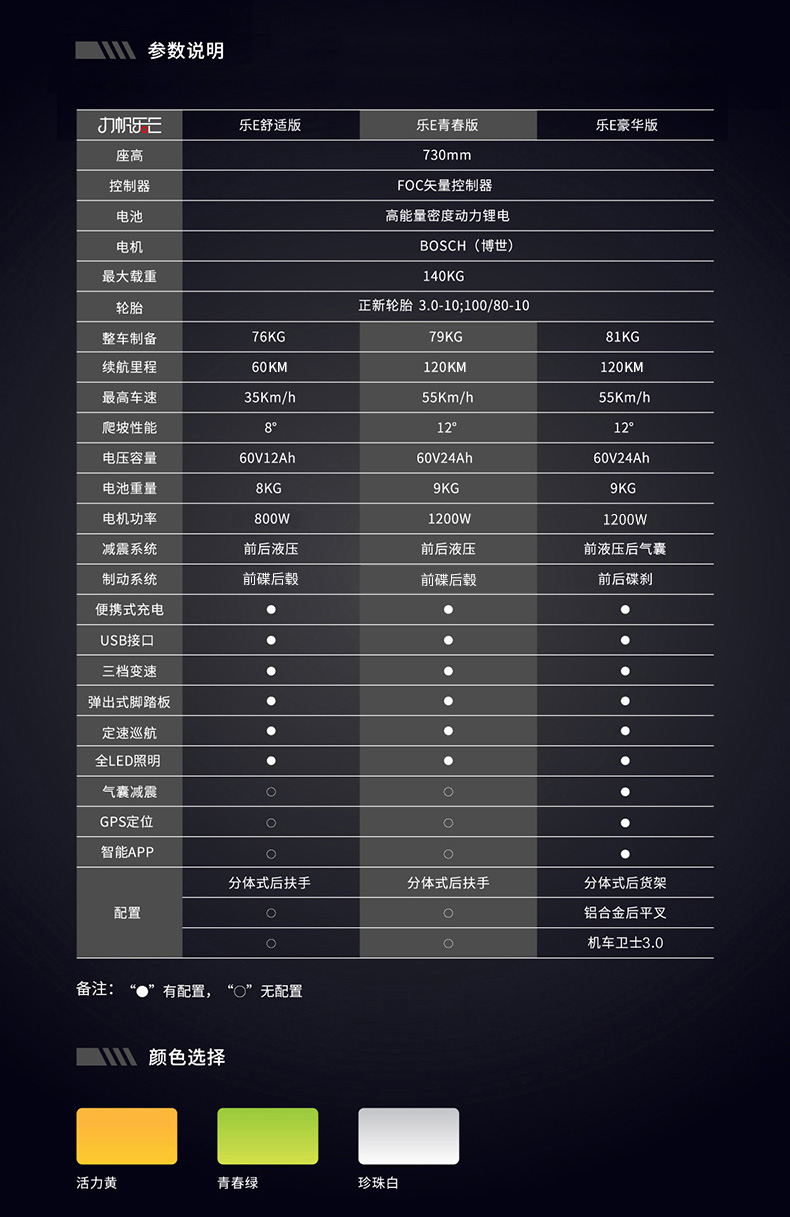 参数说明
力帆乐E 乐E舒适版 乐E青春版 乐E豪华版
座高 730mm
控制器 FOC矢量控制器
电池 高能量密度动力锂电
电机 BOSCH（博世）
最大载重 140KG
轮胎 正新轮胎 3.0-10;100/80-10
整车制备 76KG 79KG 81KG
续航里程 60KM 120KM 120KM
最高车速 35Km/h 55Km/h 55Km/h
爬坡性能 8° 12° 12°
电压容量 60V12Ah 60V24Ah 60V24Ah
电池重量 8KG 9KG 9KG
电机功率 800W 1200W 1200W
减震系统 前后液压 前后液压 前液压后气囊
制动系统 前碟后毂 前碟后毂 前后碟刹
便携式充电 ● ● ●
USB接口 ● ● ●
三档变速 ● ● ●
弹出式脚踏板 ● ● ●
定速巡航 ● ● ●
全LED照明 ● ● ●
气囊减震 ○ ○ ●
GPS定位 ○ ○ ●
智能APP ○ ○ ●
分体式后扶手 分体式后扶手 分体式后货架
配置 ○ ○ 铝合金后平叉
○ ○ 机车卫士3.0
备注：“●”有配置，“○”无配置
颜色选择
活力黄 青春绿 珍珠白